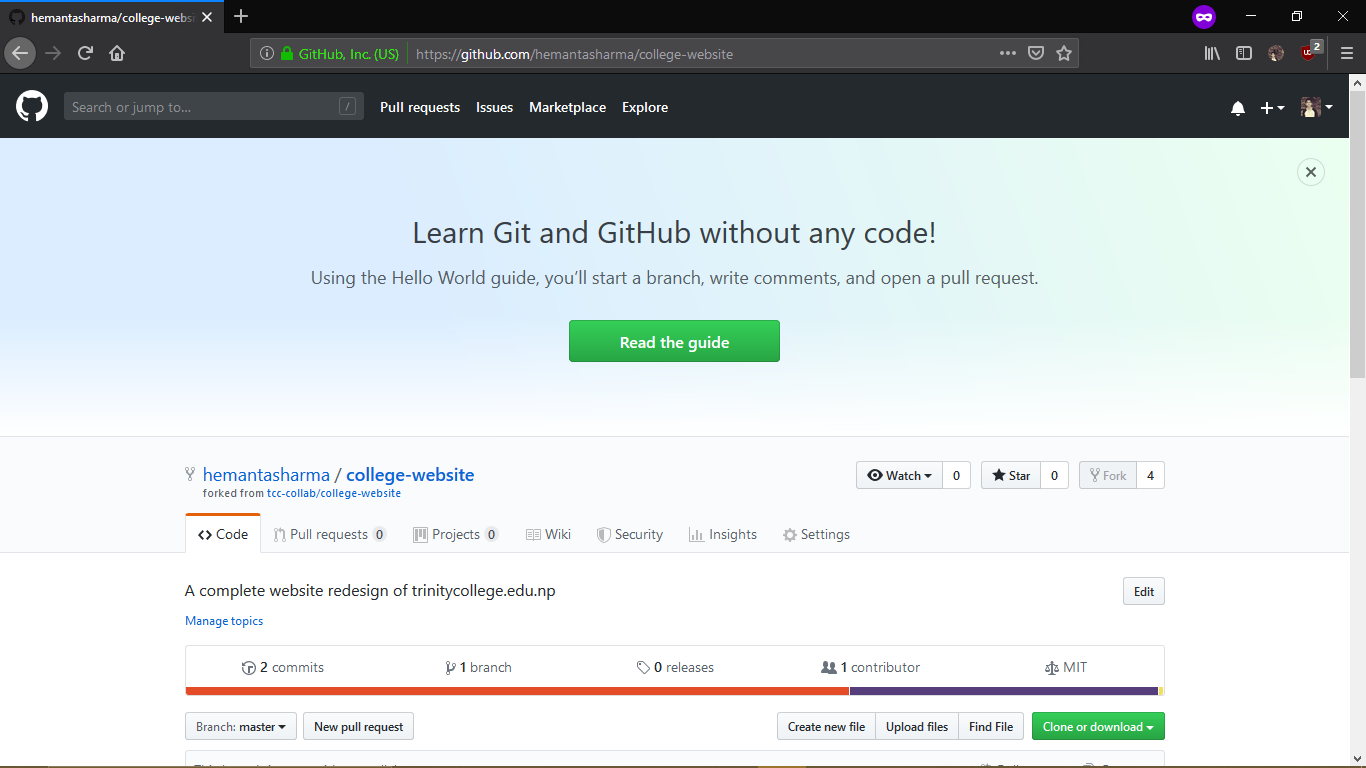 hemantasharma/college-websi
2
GitHub, Inc. (US) https://github.com/hemantasharma/college-website
Search or jump to... / Pull requests Issues Marketplace Explore
Learn Git and GitHub without any code!
Using the Hello World guide, you’ll start a branch, write comments, and open a pull request.
Read the guide
hemantasharma / college-website Watch 0 Star 0 Fork 4
forked from tcc-collab/college-website
Code Pull requests 0 Projects 0 Wiki Security Insights Settings
A complete website redesign of trinitycollege.edu.np Edit
Manage topics
2 commits 1 branch 0 releases 1 contributor MIT
Branch: master New pull request Create new file Upload files Find File Clone or download